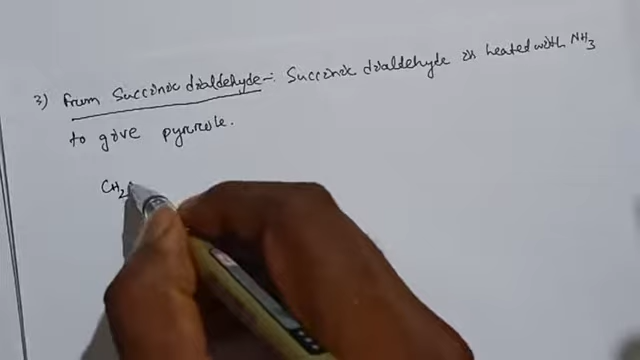 3) From Succinic dialdehyde :- Succinic dialdehyde is heated with NH3
to give pyrrole.
CH2